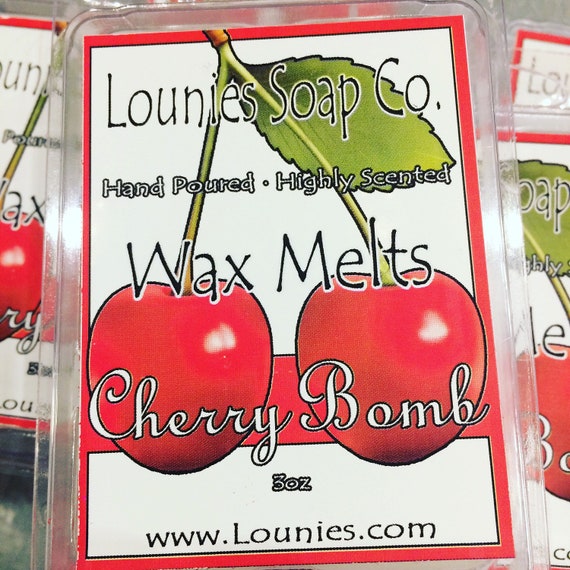 Lounies Soap Co.
Hand Poured • Highly Scented
Wax Melts
Cherry Bomb
3oz
www.Lounies.com